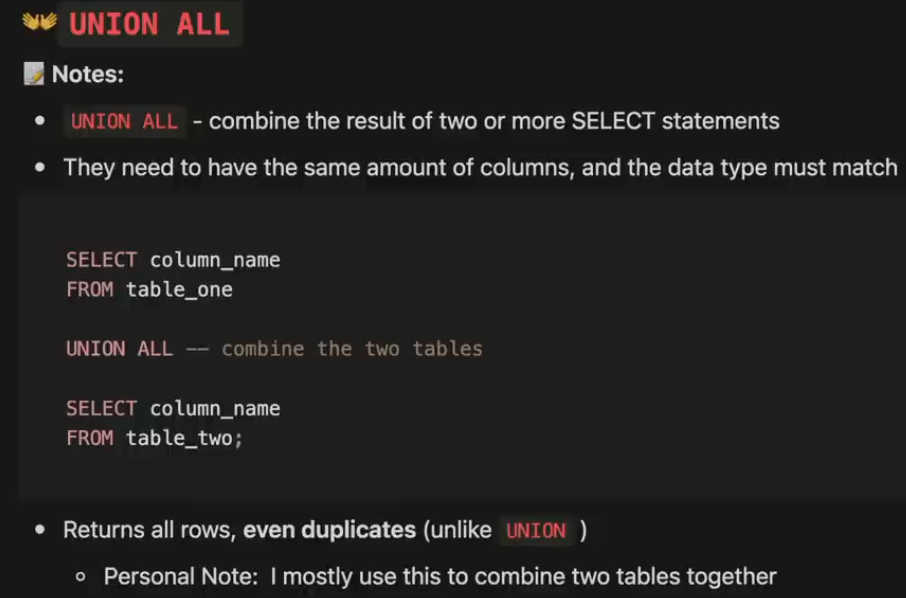 UNION ALL
Notes:
UNION ALL - combine the result of two or more SELECT statements
They need to have the same amount of columns, and the data type must match
SELECT column_name
FROM table_one
UNION ALL -- combine the two tables
SELECT column_name
FROM table_two;
Returns all rows, even duplicates (unlike UNION )
Personal Note: I mostly use this to combine two tables together